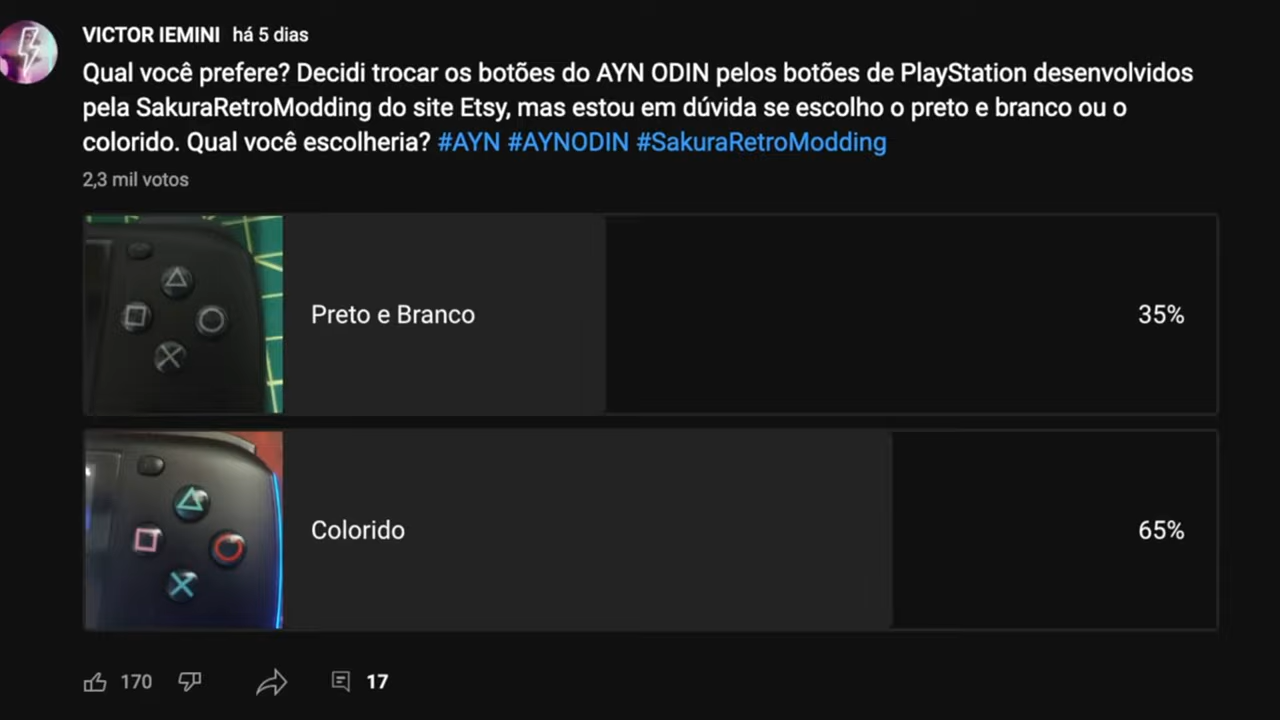 VICTOR IEMINI há 5 dias
Qual você prefere? Decidi trocar os botões do AYN ODIN pelos botões de PlayStation desenvolvidos
pela SakuraRetroModding do site Etsy, mas estou em dúvida se escolho o preto e branco ou o
colorido. Qual você escolheria? #AYN #AYNODIN #SakuraRetroModding
2,3 mil votos
Preto e Branco 35%
Colorido 65%
170 17